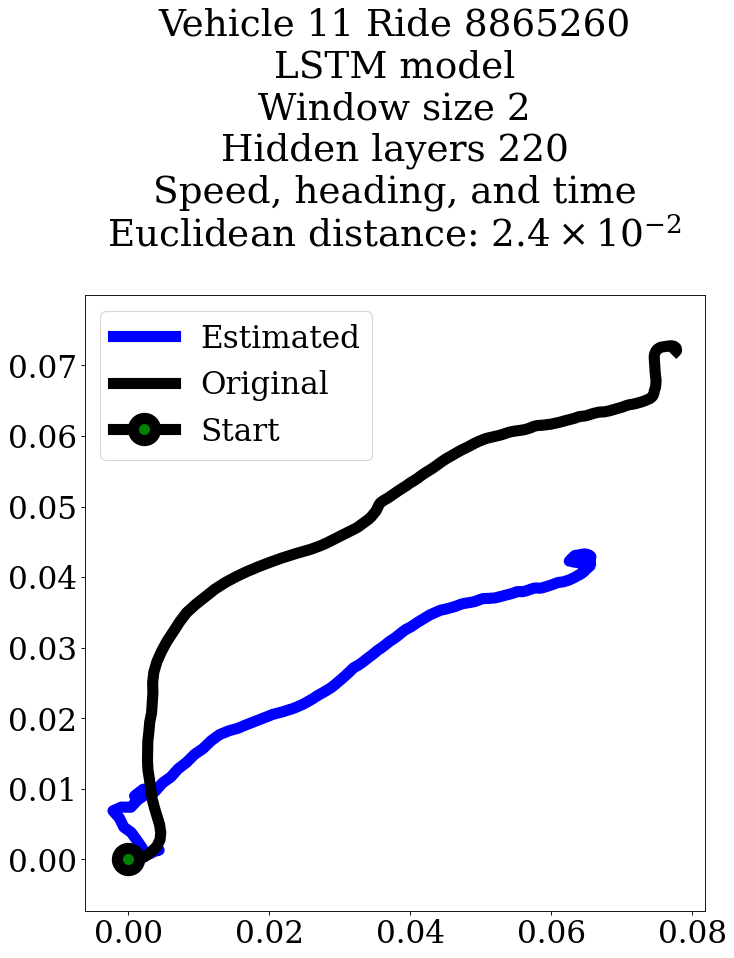 Vehicle 11 Ride 8865260
LSTM model
Window size 2
Hidden layers 220
Speed, heading, and time
Euclidean distance: 2.4 × 10⁻²
Estimated
Original
Start
0.07
0.06
0.05
0.04
0.03
0.02
0.01
0.00
0.00 0.02 0.04 0.06 0.08